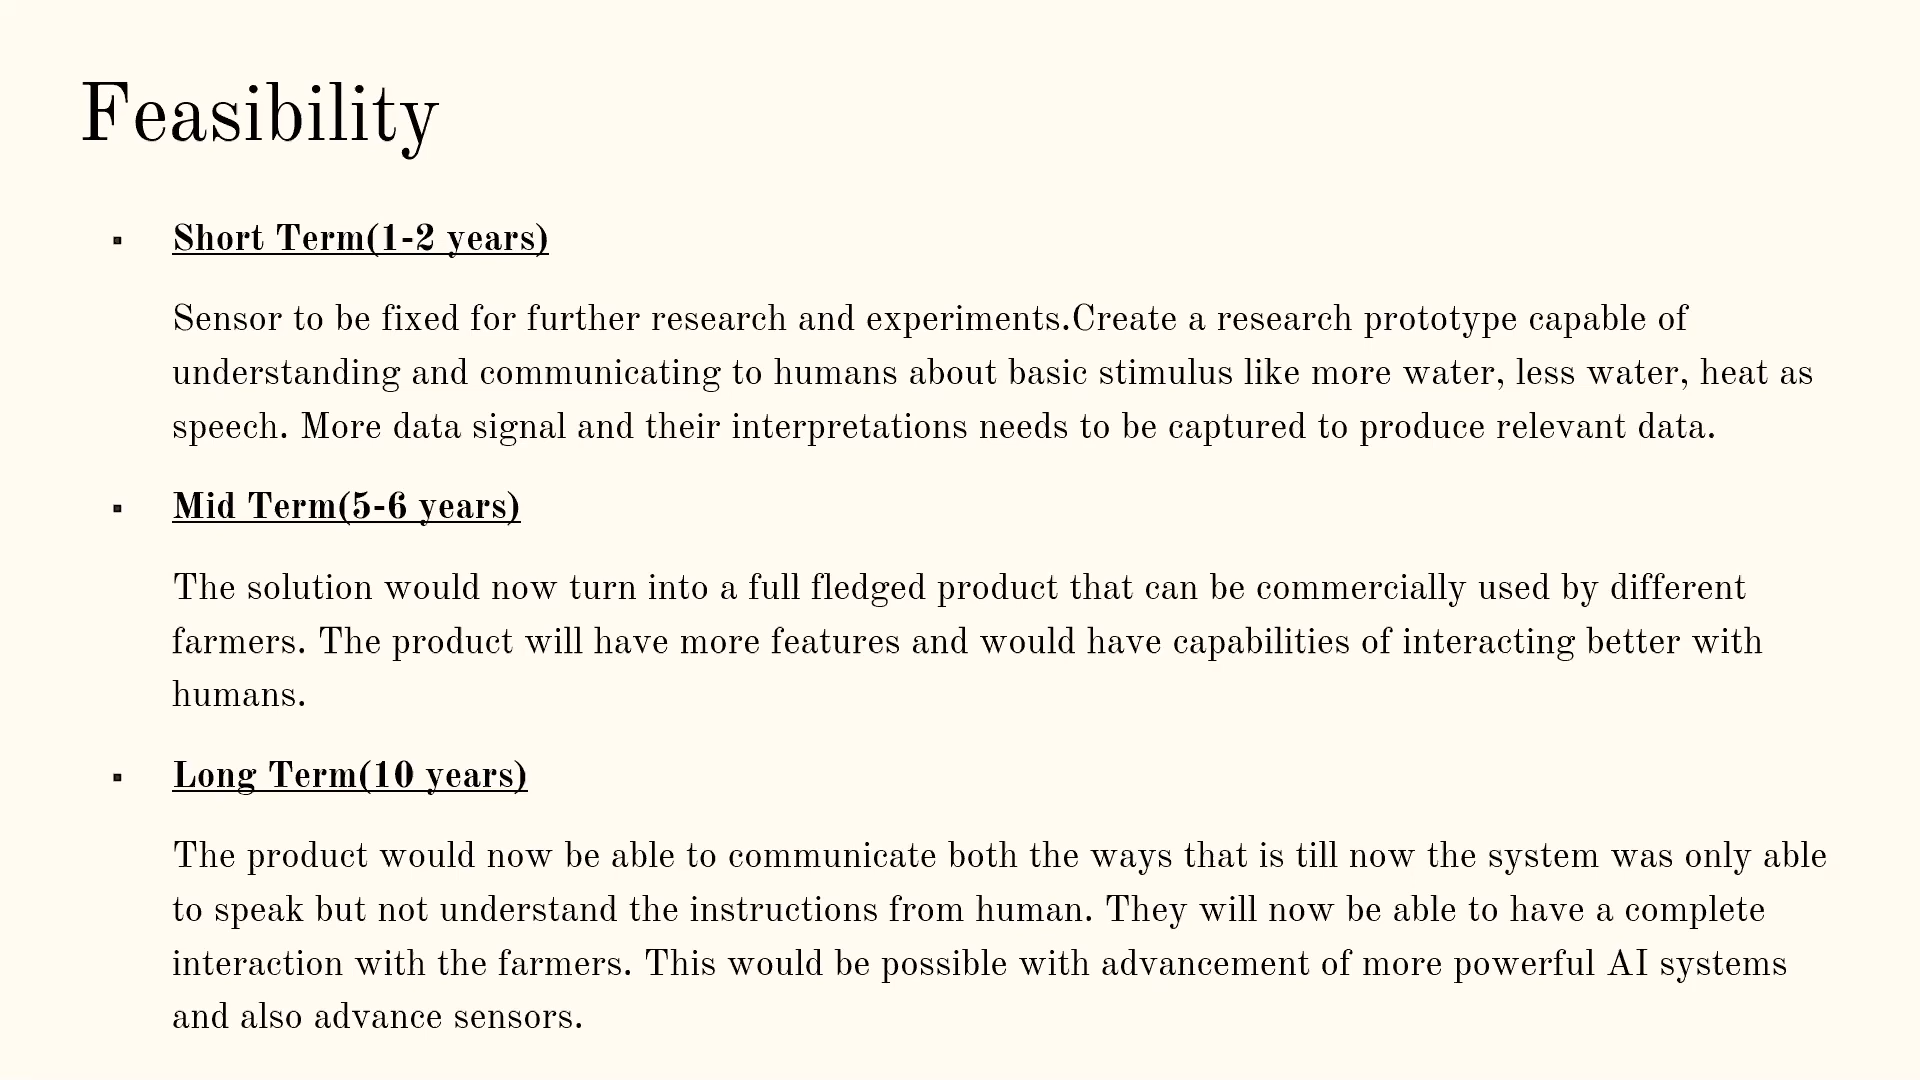 Feasibility
▪ Short Term(1-2 years)
Sensor to be fixed for further research and experiments.Create a research prototype capable of
understanding and communicating to humans about basic stimulus like more water, less water, heat as
speech. More data signal and their interpretations needs to be captured to produce relevant data.
▪ Mid Term(5-6 years)
The solution would now turn into a full fledged product that can be commercially used by different
farmers. The product will have more features and would have capabilities of interacting better with
humans.
▪ Long Term(10 years)
The product would now be able to communicate both the ways that is till now the system was only able
to speak but not understand the instructions from human. They will now be able to have a complete
interaction with the farmers. This would be possible with advancement of more powerful AI systems
and also advance sensors.